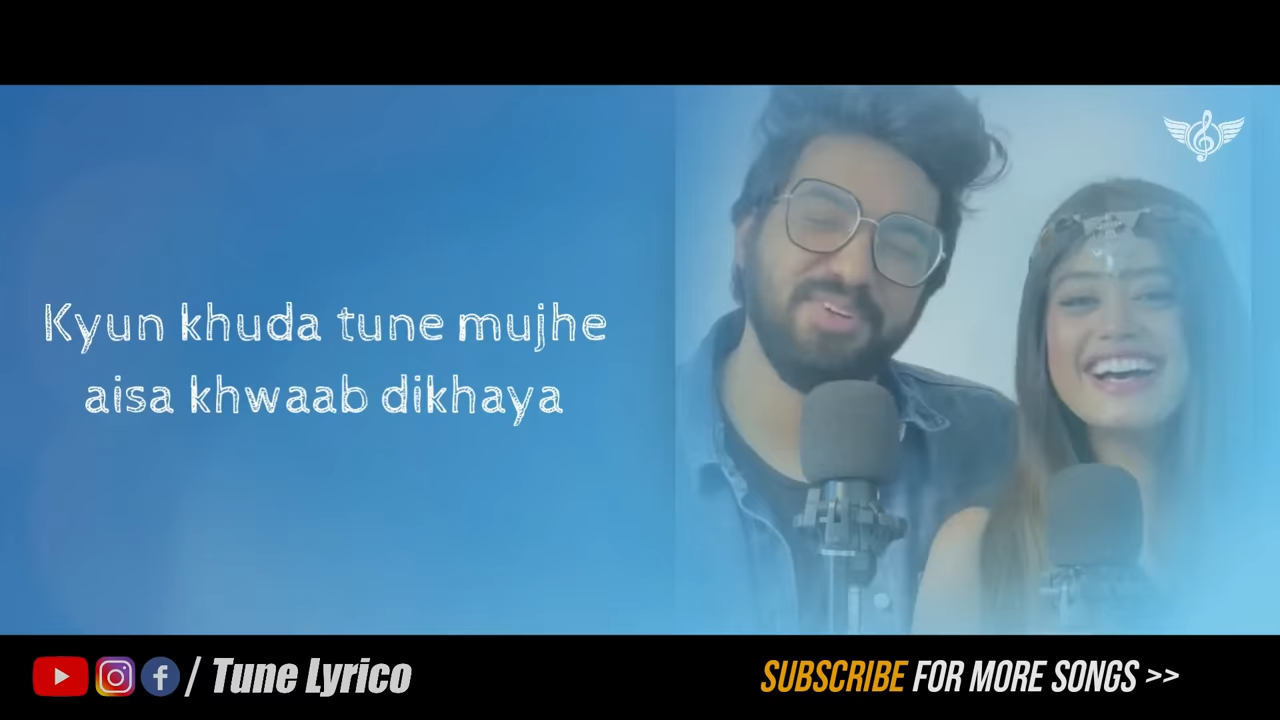 Kyun khuda tune mujhe
aisa khwaab dikhaya
/ Tune Lyrico
SUBSCRIBE FOR MORE SONGS >>